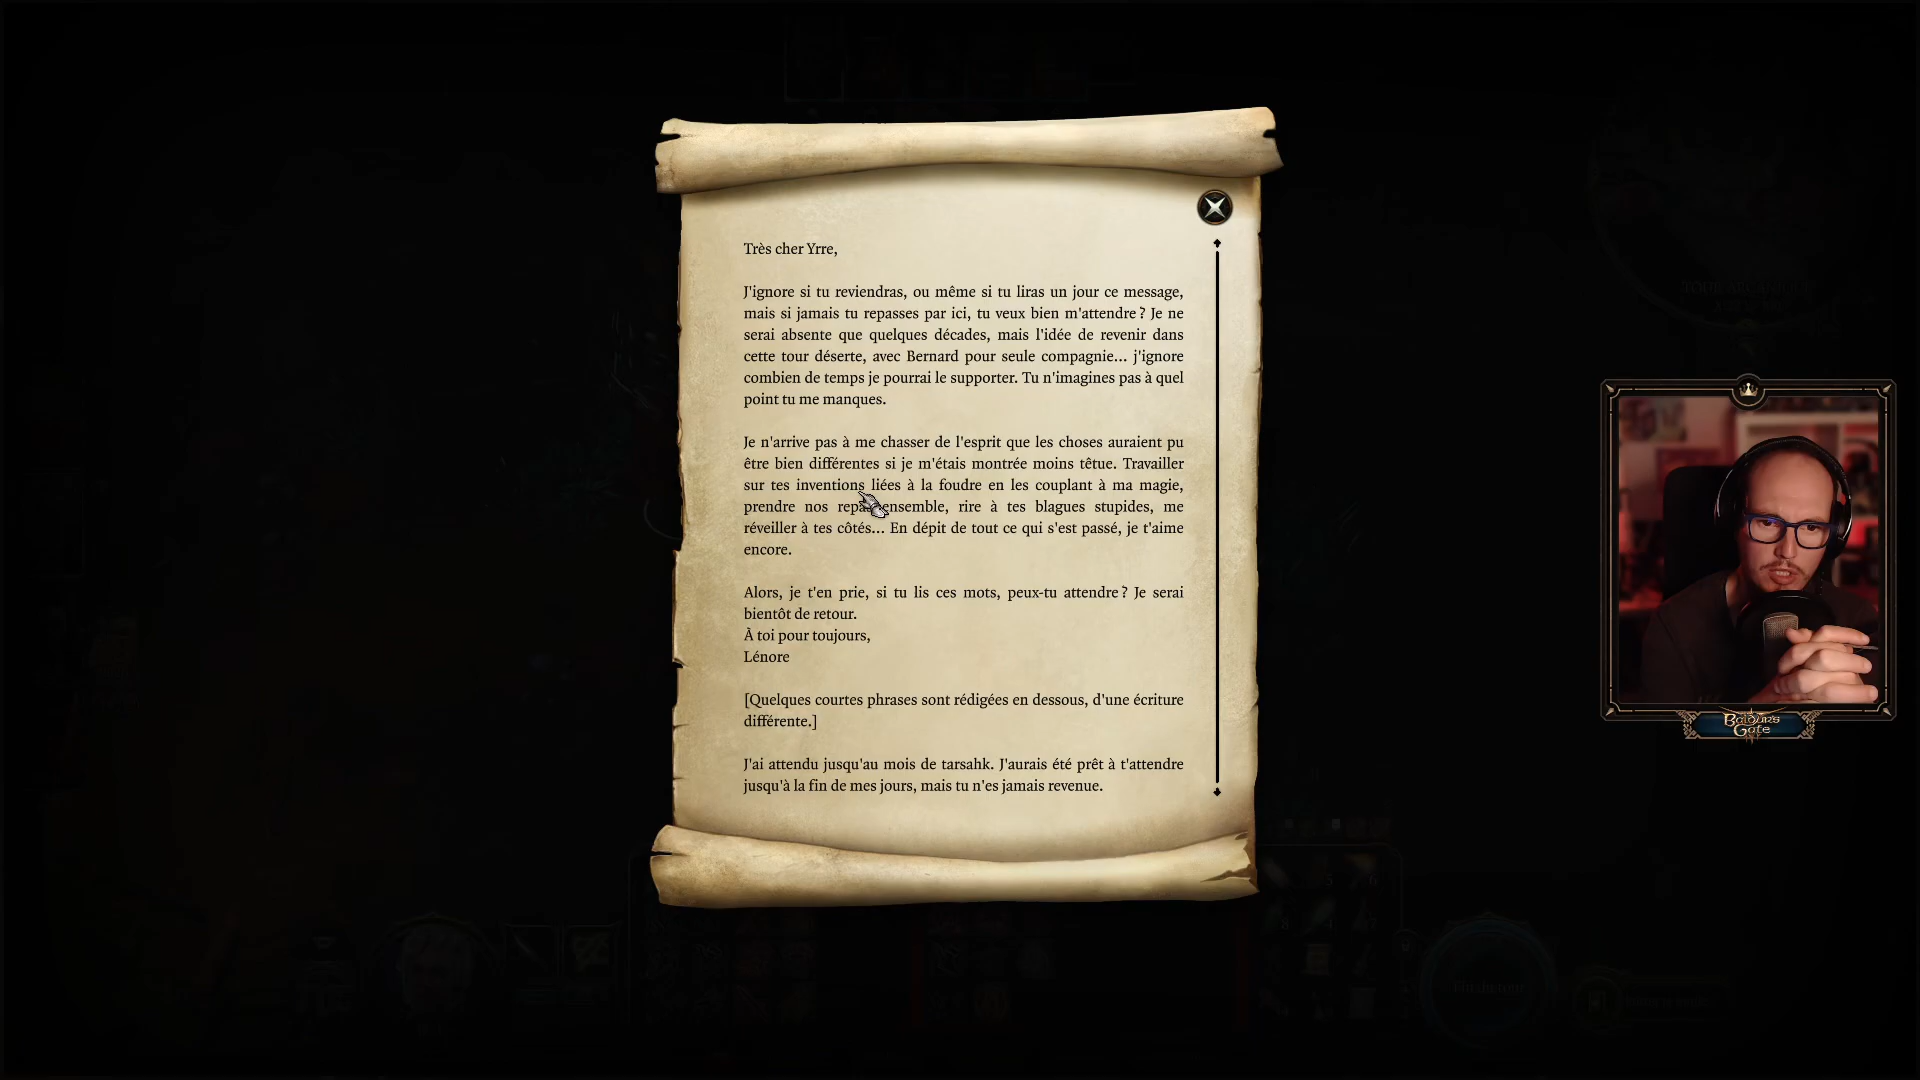 Très cher Yrre,
J'ignore si tu reviendras, ou même si tu liras un jour ce message,
mais si jamais tu repasses par ici, tu veux bien m'attendre ? Je ne
serai absente que quelques décades, mais l'idée de revenir dans
cette tour déserte, avec Bernard pour seule compagnie... j'ignore
combien de temps je pourrai le supporter. Tu n'imagines pas à quel
point tu me manques.
Je n'arrive pas à me chasser de l'esprit que les choses auraient pu
être bien différentes si je m'étais montrée moins têtue. Travailler
sur tes inventions liées à la foudre en les couplant à ma magie,
prendre nos repas ensemble, rire à tes blagues stupides, me
réveiller à tes côtés... En dépit de tout ce qui s'est passé, je t'aime
encore.
Alors, je t'en prie, si tu lis ces mots, peux-tu attendre ? Je serai
bientôt de retour.
À toi pour toujours,
Lénore
[Quelques courtes phrases sont rédigées en dessous, d'une écriture
différente.]
J'ai attendu jusqu'au mois de tarsahk. J'aurais été prêt à t'attendre
jusqu'à la fin de mes jours, mais tu n'es jamais revenue.
Baldur's
Gate